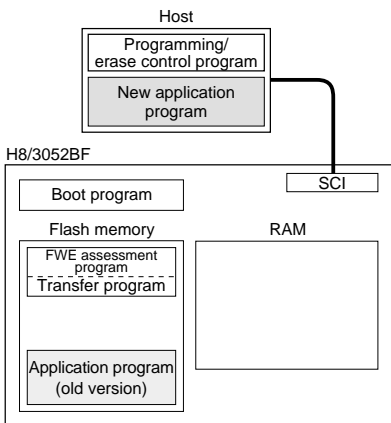 Host
Programming/
erase control program
New application
program
H8/3052BF
SCI
Boot program
Flash memory
RAM
FWE assessment
program
Transfer program
Application program
(old version)